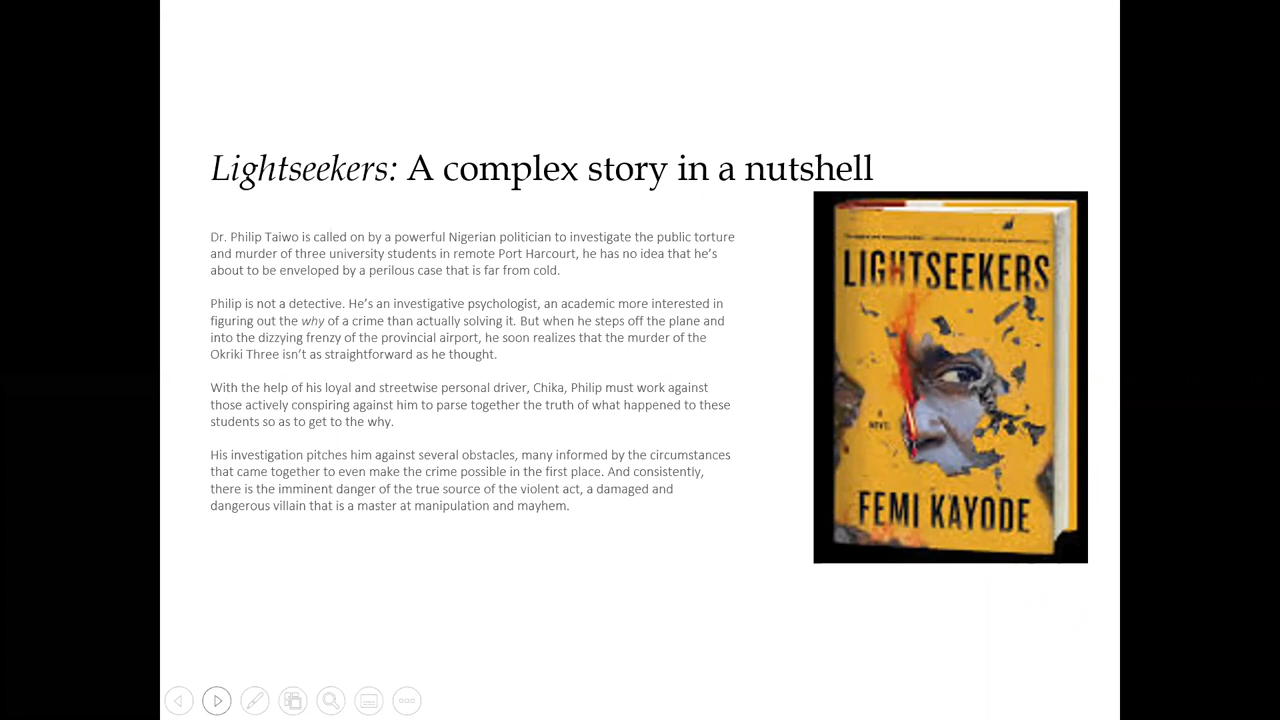 Lightseekers: A complex story in a nutshell
Dr. Philip Taiwo is called on by a powerful Nigerian politician to investigate the public torture
and murder of three university students in remote Port Harcourt, he has no idea that he's
about to be enveloped by a perilous case that is far from cold.
Philip is not a detective. He's an investigative psychologist, an academic more interested in
figuring out the why of a crime than actually solving it. But when he steps off the plane and
into the dizzying frenzy of the provincial airport, he soon realizes that the murder of the
Okriki Three isn't as straightforward as he thought.
With the help of his loyal and streetwise personal driver, Chika, Philip must work against
those actively conspiring against him to parse together the truth of what happened to these
students so as to get to the why.
His investigation pitches him against several obstacles, many informed by the circumstances
that came together to even make the crime possible in the first place. And consistently,
there is the imminent danger of the true source of the violent act, a damaged and
dangerous villain that is a master at manipulation and mayhem.
LIGHTSEEKERS
A
NOVEL
FEMI KAYODE